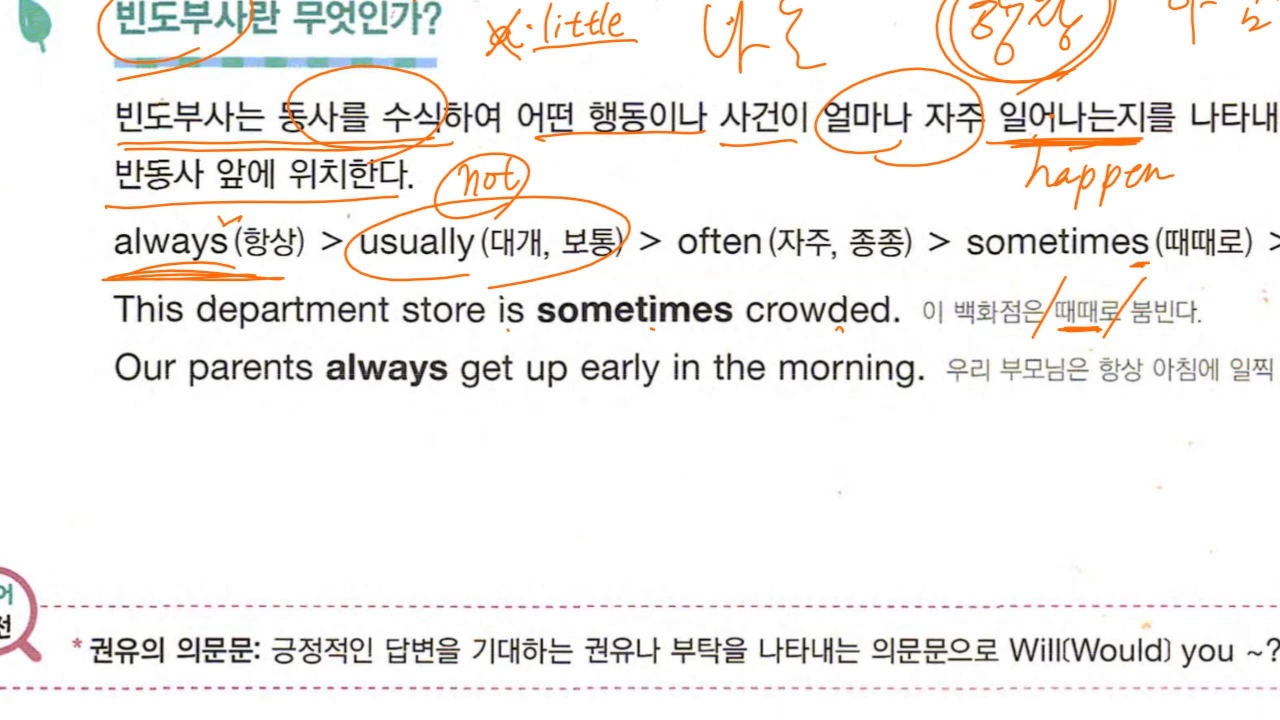 빈도부사란 무엇인가?
a little
나는
항상
빈도부사는 동사를 수식하여 어떤 행동이나 사건이 얼마나 자주 일어나는지를 나타내
happen
반동사 앞에 위치한다.
not
always (항상) > usually (대개, 보통) > often (자주, 종종) > sometimes (때때로) >
This department store is sometimes crowded. 이 백화점은 때때로 붐빈다.
Our parents always get up early in the morning. 우리 부모님은 항상 아침에 일찍
어
선
* 권유의 의문문: 긍정적인 답변을 기대하는 권유나 부탁을 나타내는 의문문으로 Will(Would) you ~?